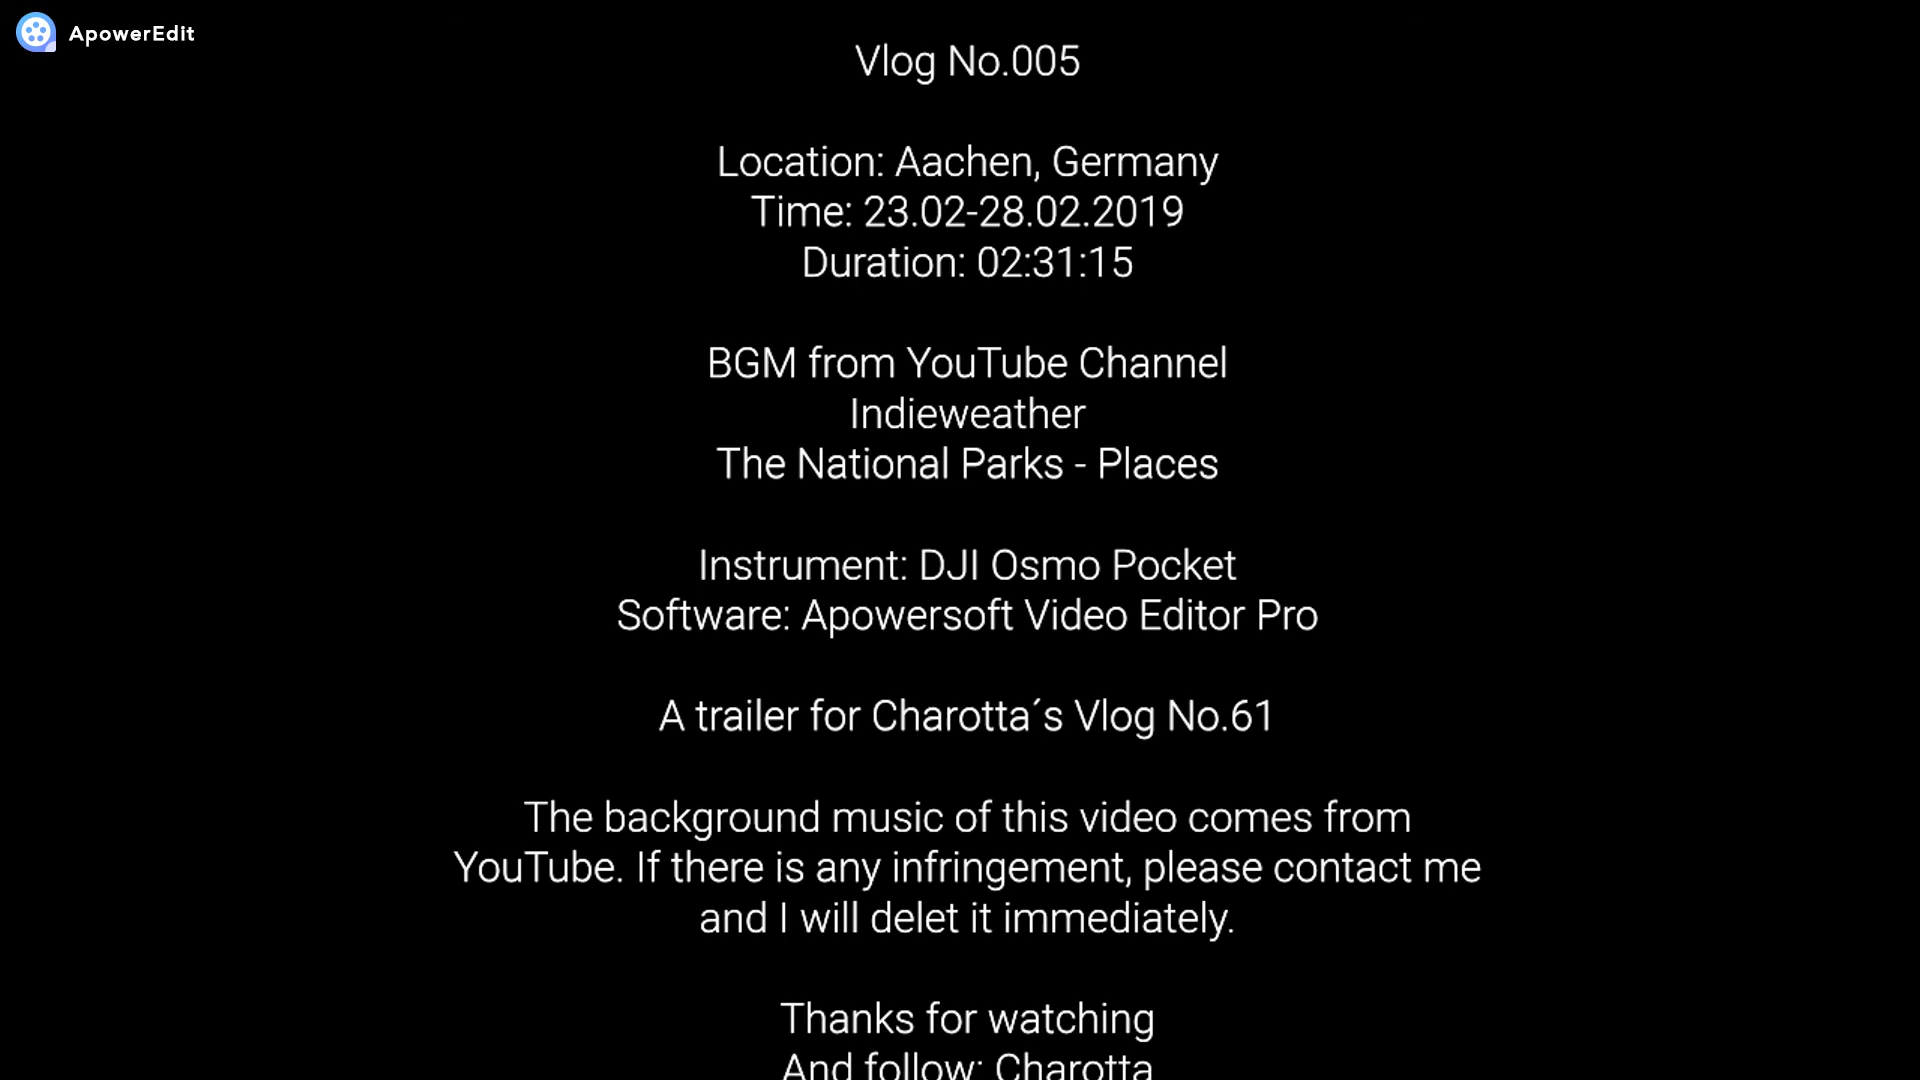 ApowerEdit
Vlog No.005
Location: Aachen, Germany
Time: 23.02-28.02.2019
Duration: 02:31:15
BGM from YouTube Channel
Indieweather
The National Parks - Places
Instrument: DJI Osmo Pocket
Software: Apowersoft Video Editor Pro
A trailer for Charotta´s Vlog No.61
The background music of this video comes from
YouTube. If there is any infringement, please contact me
and I will delet it immediately.
Thanks for watching
And follow: Charotta